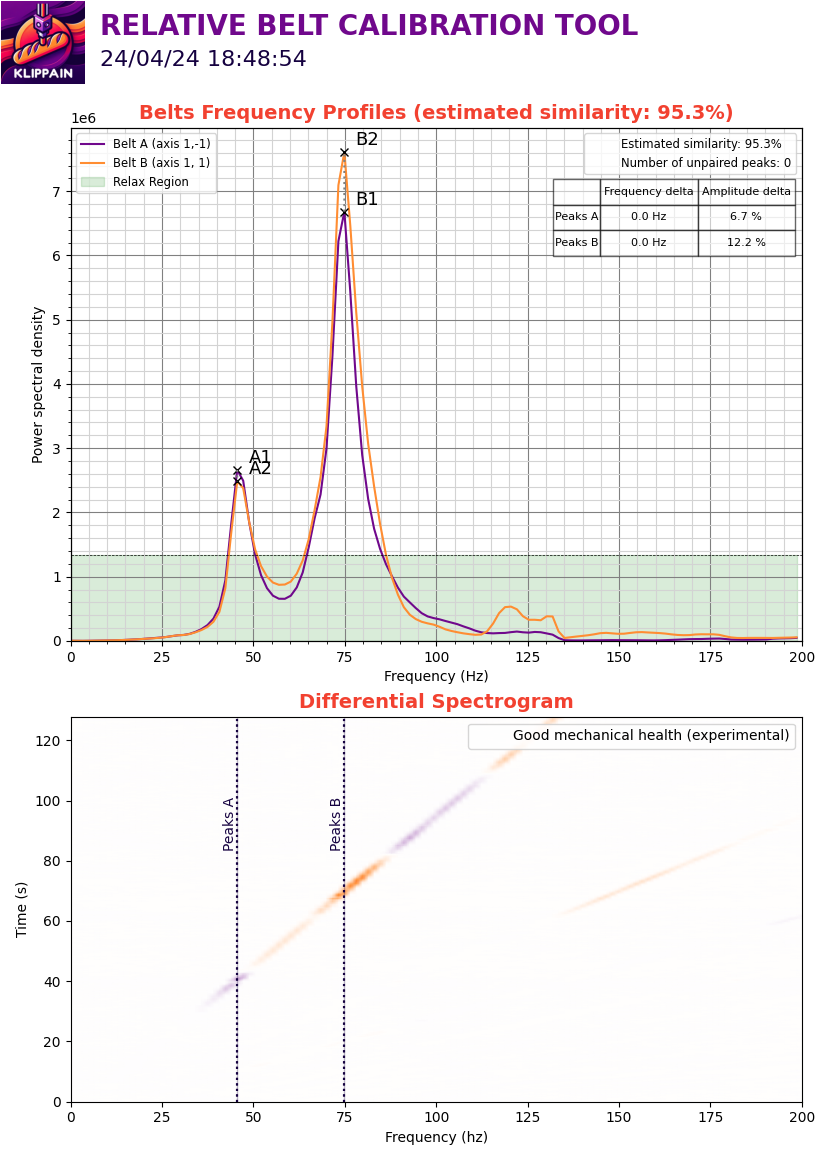 KLIPPAIN
RELATIVE BELT CALIBRATION TOOL
24/04/24 18:48:54
Belts Frequency Profiles (estimated similarity: 95.3%)
1e6
Belt A (axis 1,-1)
Belt B (axis 1, 1)
Relax Region
Estimated similarity: 95.3%
Number of unpaired peaks: 0
Frequency delta Amplitude delta
Peaks A 0.0 Hz 6.7 %
Peaks B 0.0 Hz 12.2 %
B2
B1
A1
A2
Power spectral density
7
6
5
4
3
2
1
0
0 25 50 75 100 125 150 175 200
Frequency (Hz)
Differential Spectrogram
Good mechanical health (experimental)
Peaks A
Peaks B
Time (s)
120
100
80
60
40
20
0
0 25 50 75 100 125 150 175 200
Frequency (hz)